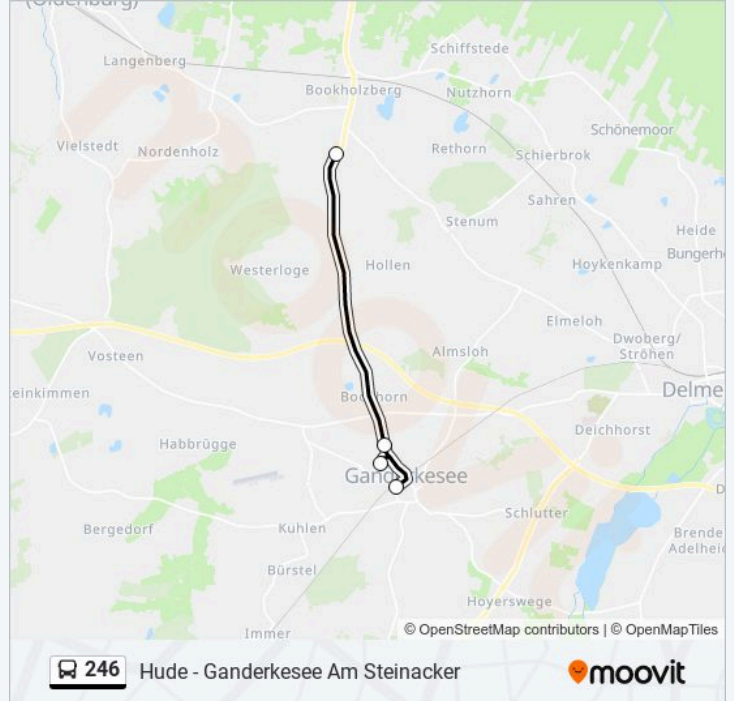 (Oldenburg)
Schiffstede
Langenberg
Bookholzberg
Nutzhorn
Schönemoor
Vielstedt
Nordenholz
Rethorn
Schierbrok
Sahren
Stenum
Heide
Westerloge
Hollen
Hoykenkamp
Bungerh
Elmeloh
Vosteen
Almsloh
Dwoberg/
Ströhen
einkimmen
Delme
Deichhorst
Habbrügge
Ganderkesee
Schlutter
Bergedorf
Kuhlen
Brende
Adelheid
Bürstel
Hoyerswege
Immer
© OpenStreetMap contributors | © OpenMapTiles
246 Hude - Ganderkesee Am Steinacker
moovit